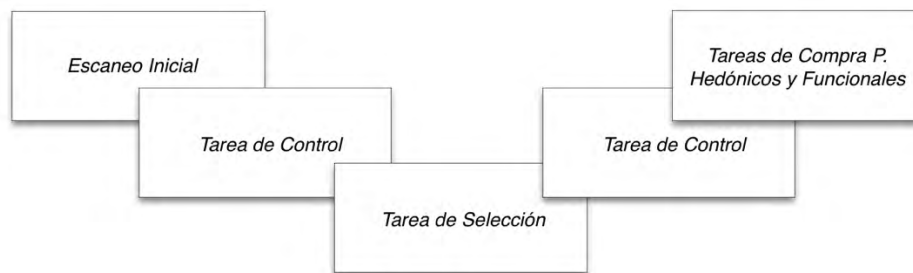 Escaneo Inicial
Tarea de Control
Tarea de Selección
Tarea de Control
Tareas de Compra P.
Hedónicos y Funcionales